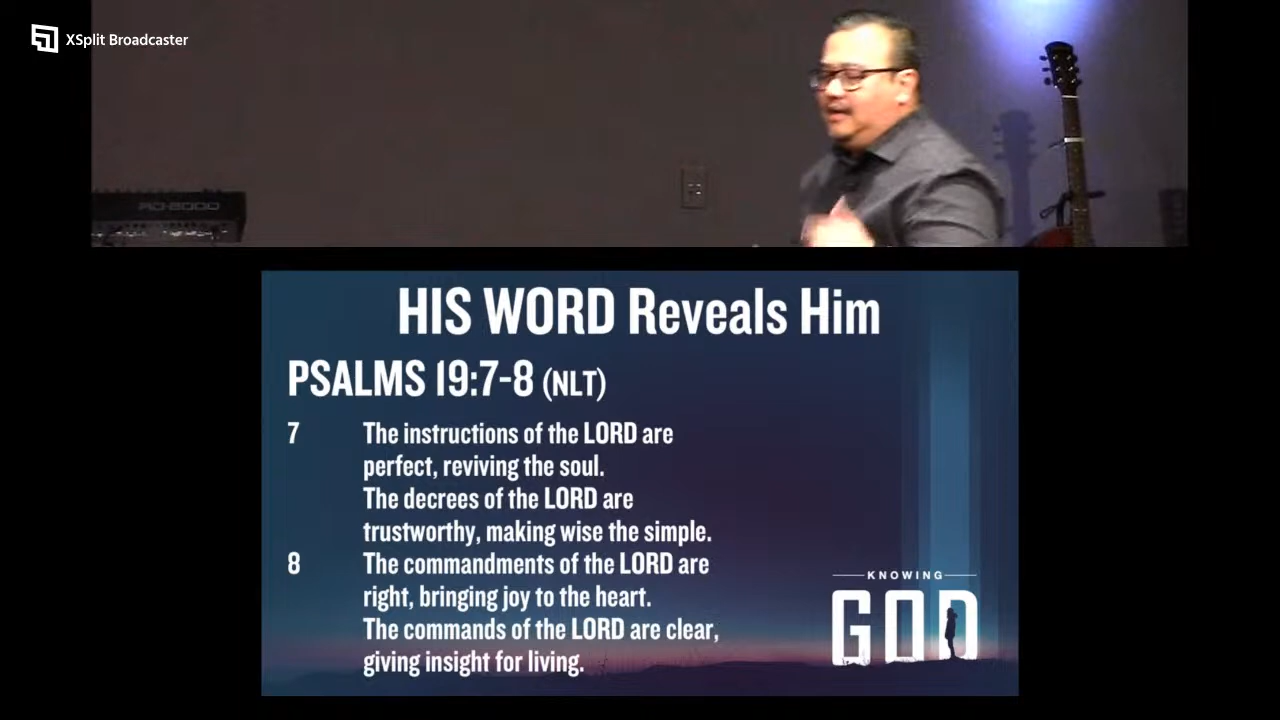 XSplit Broadcaster
RD-2000
HIS WORD Reveals Him
PSALMS 19:7-8 (NLT)
7 The instructions of the LORD are
perfect, reviving the soul.
The decrees of the LORD are
trustworthy, making wise the simple.
8 The commandments of the LORD are
right, bringing joy to the heart.
The commands of the LORD are clear,
giving insight for living.
KNOWING
GOD